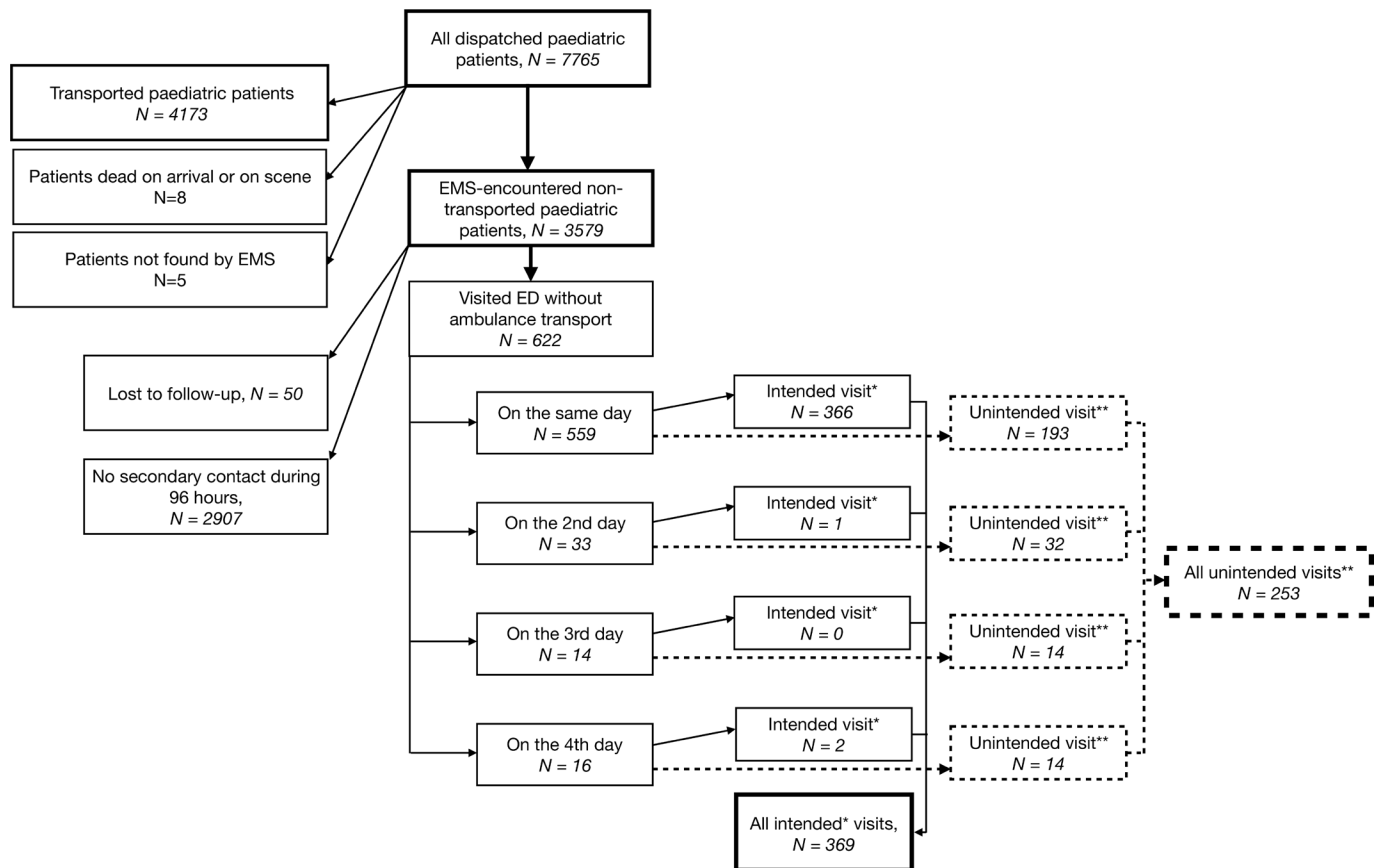 All dispatched paediatric
patients, N = 7765
Transported paediatric patients
N = 4173
Patients dead on arrival or on scene
N=8
Patients not found by EMS
N=5
EMS-encountered non-
transported paediatric
patients, N = 3579
Visited ED without
ambulance transport
N = 622
Lost to follow-up, N = 50
No secondary contact during
96 hours,
N = 2907
On the same day
N = 559
Intended visit*
N = 366
Unintended visit**
N = 193
On the 2nd day
N = 33
Intended visit*
N = 1
Unintended visit**
N = 32
On the 3rd day
N = 14
Intended visit*
N = 0
Unintended visit**
N = 14
On the 4th day
N = 16
Intended visit*
N = 2
Unintended visit**
N = 14
All unintended visits**
N = 253
All intended* visits,
N = 369